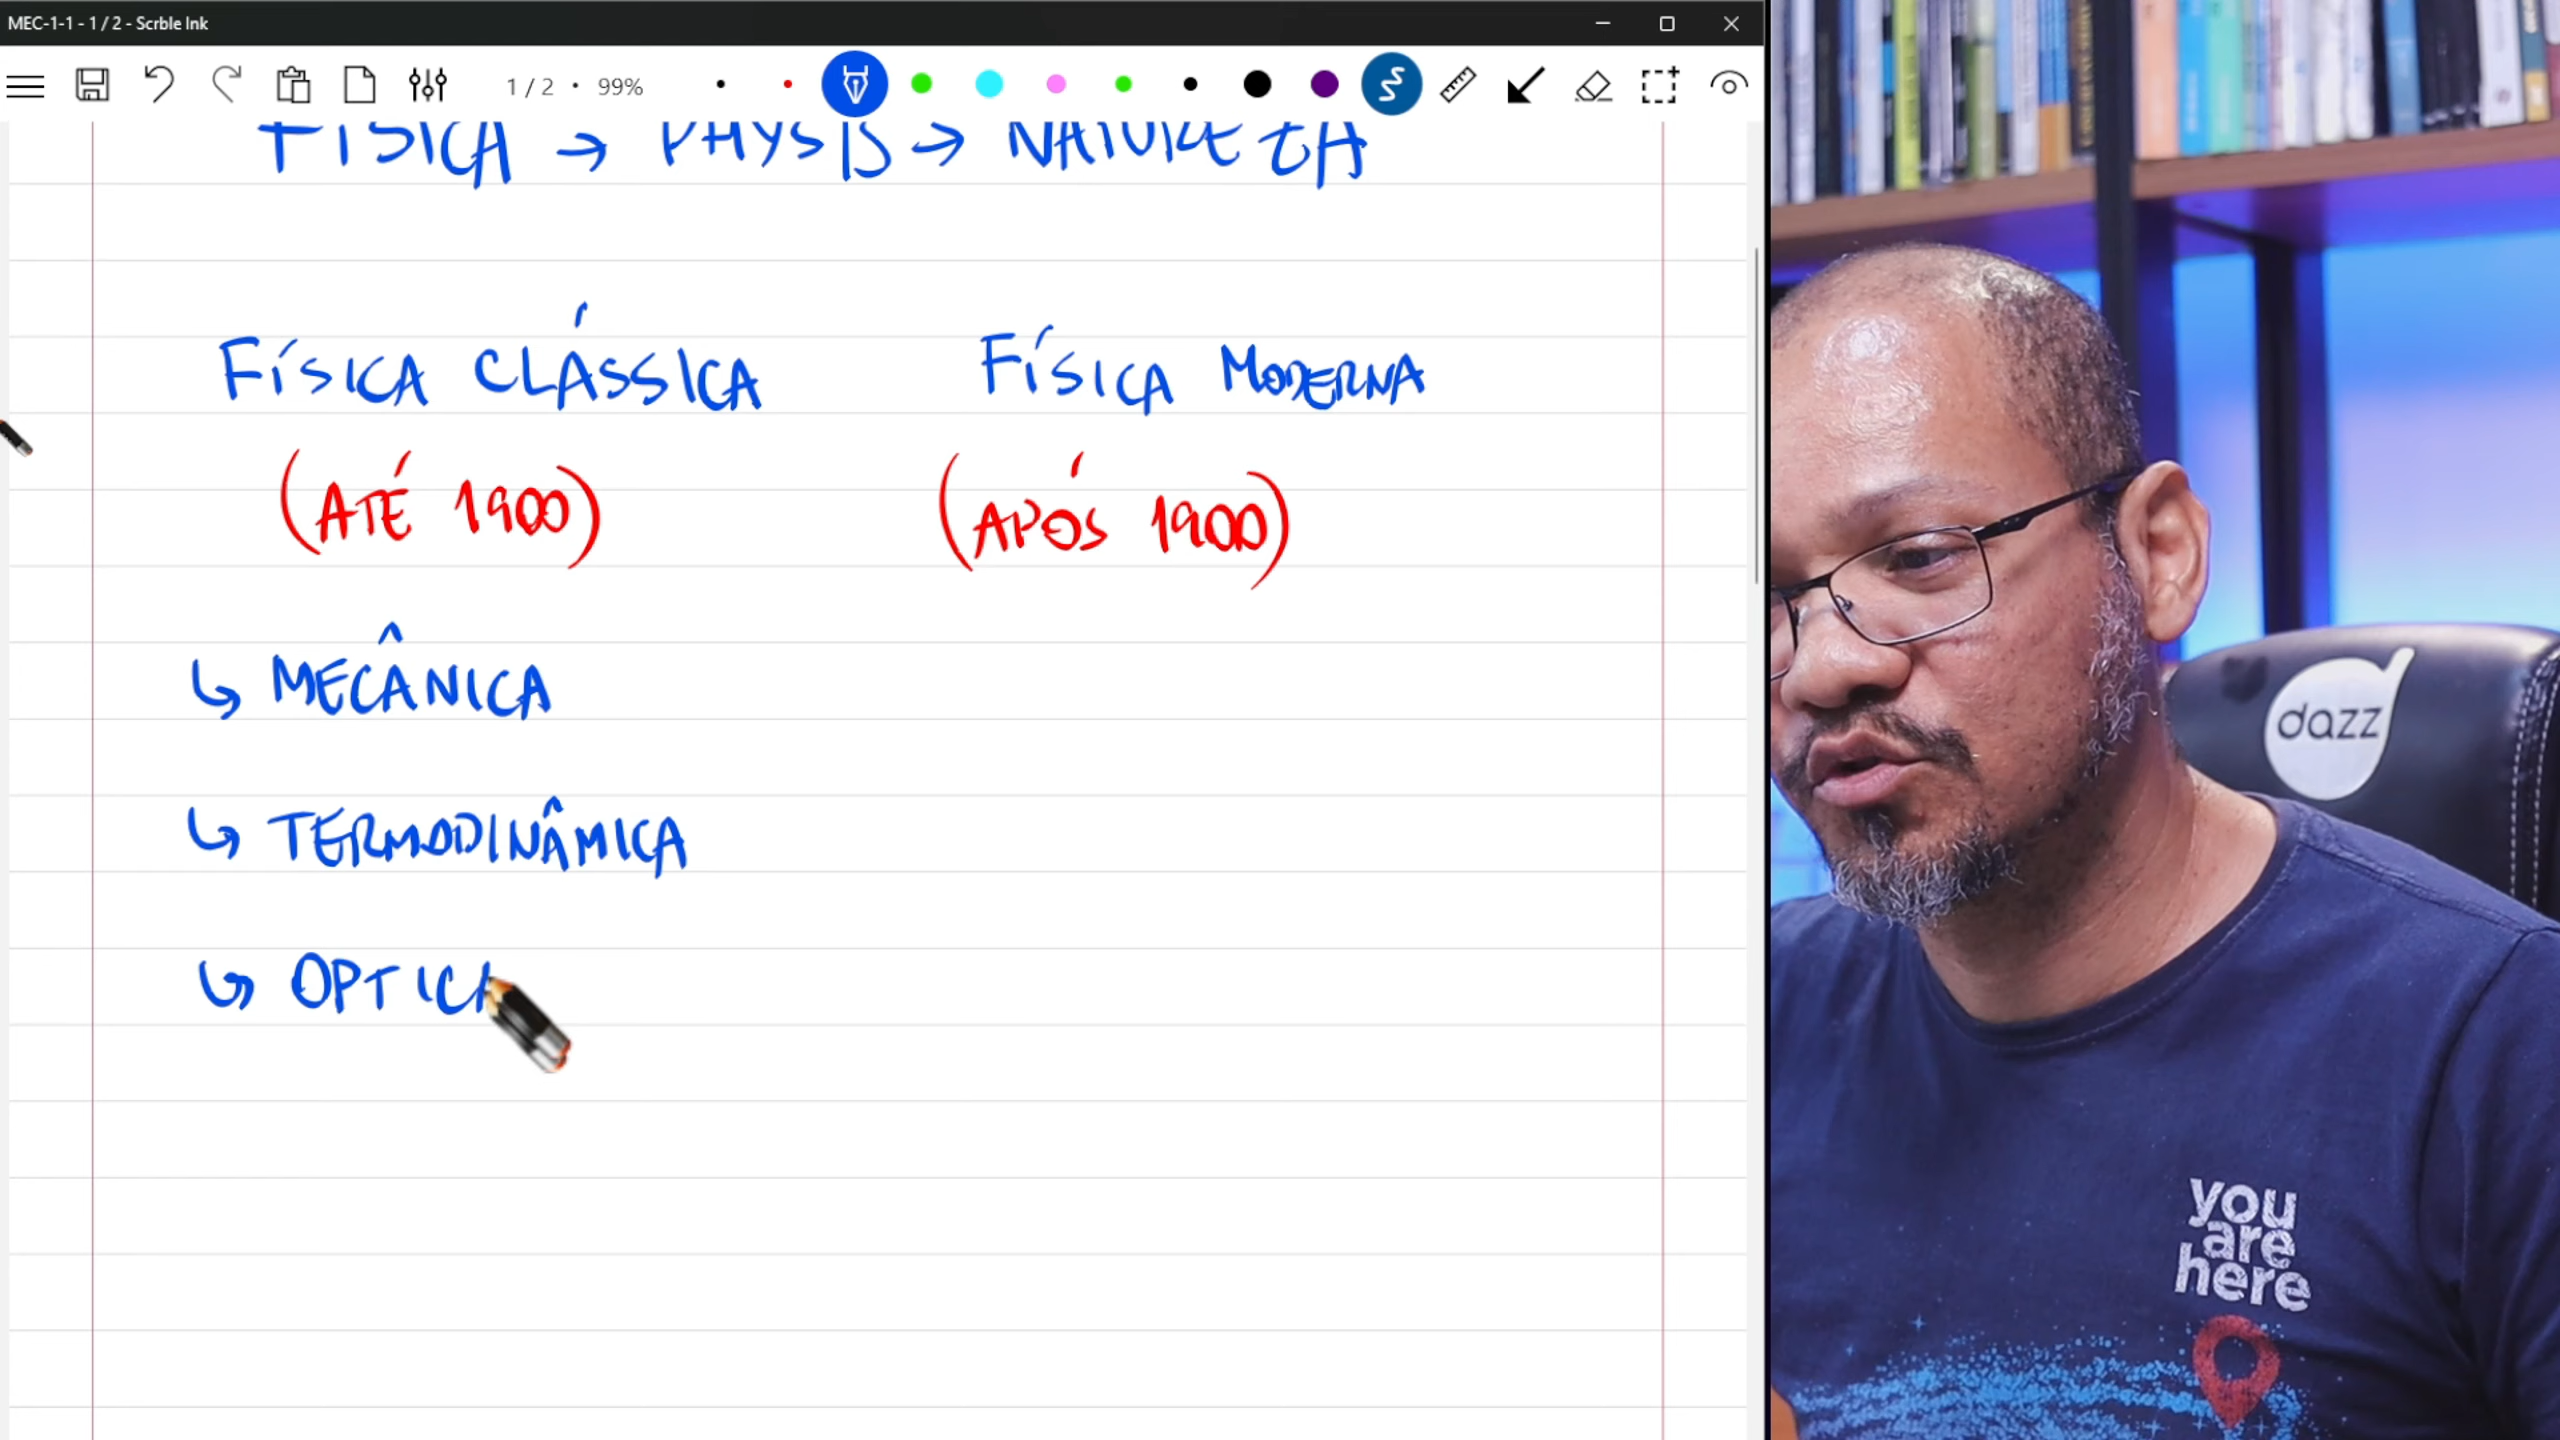 MEC-1-1 - 1 / 2 - Scrble Ink
1 / 2 • 99%
FÍSICA → PHYSIS → NATUREZA
FÍSICA CLÁSSICA
FÍSICA MODERNA
(ATÉ 1900)
(APÓS 1900)
↳ MECÂNICA
↳ TERMODINÂMICA
↳ OPTICA
dazz
you
are
here